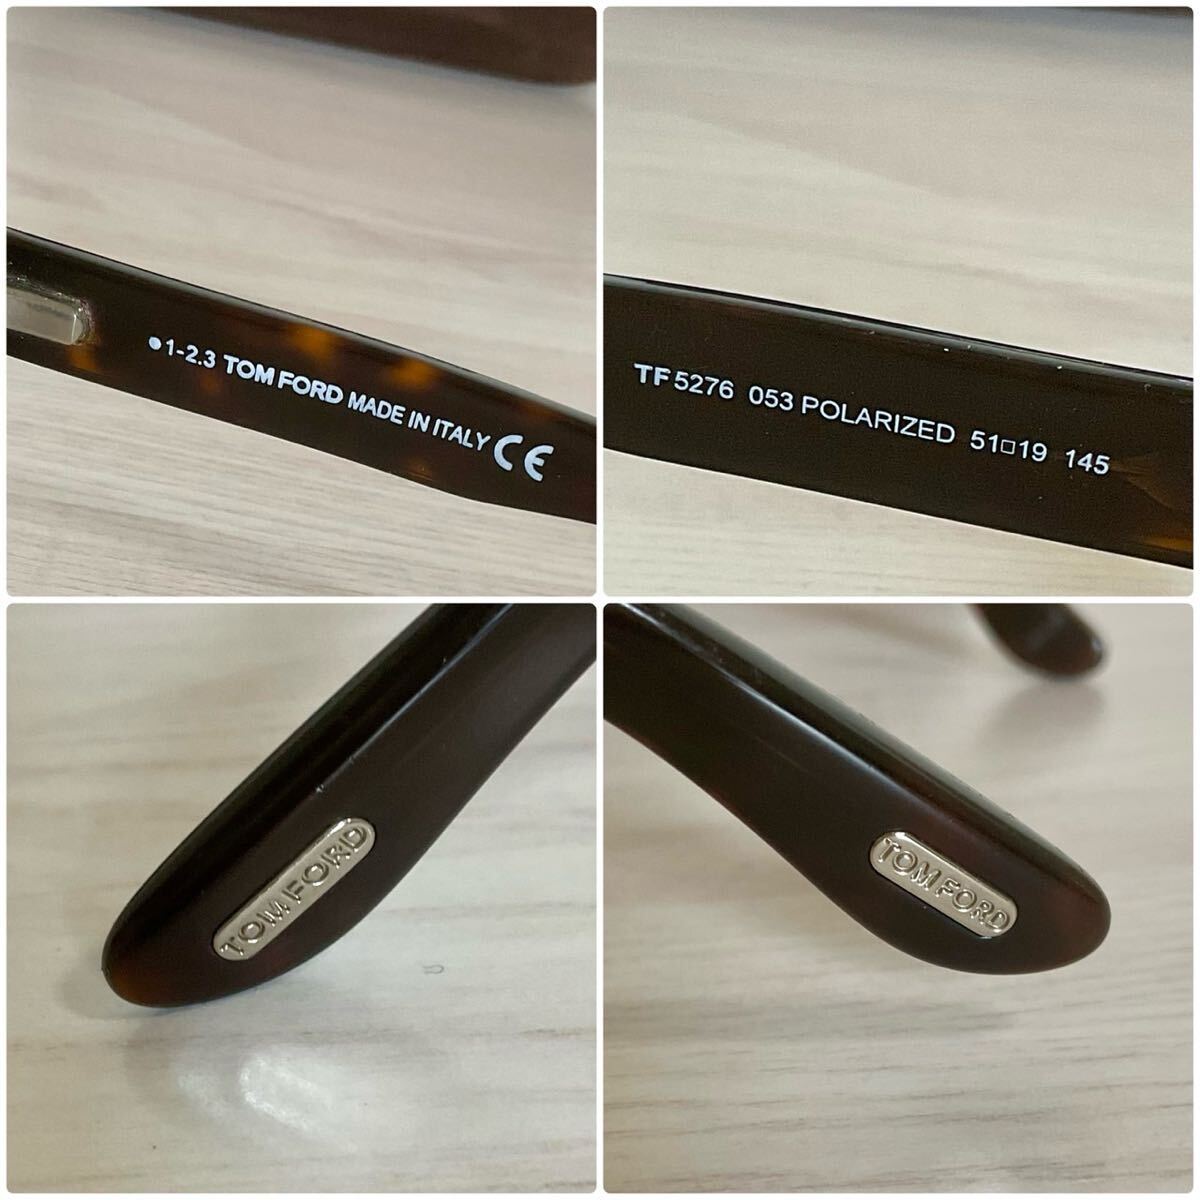 ●1-2.3 TOM FORD MADE IN ITALY CE
TF 5276 053 POLARIZED 51□19 145
TOM FORD
TOM FORD